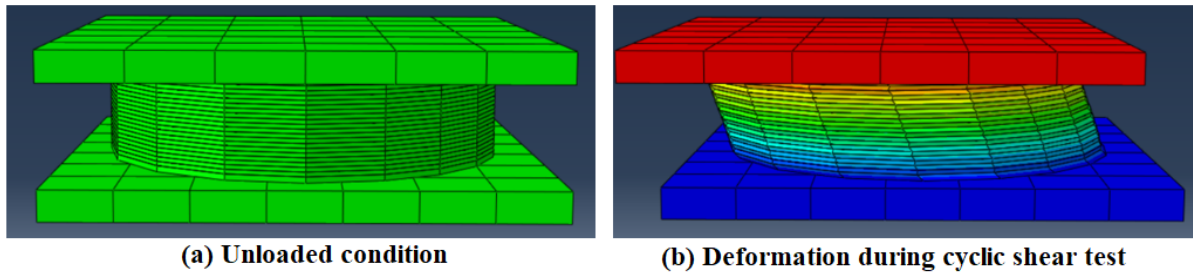 (a) Unloaded condition
(b) Deformation during cyclic shear test